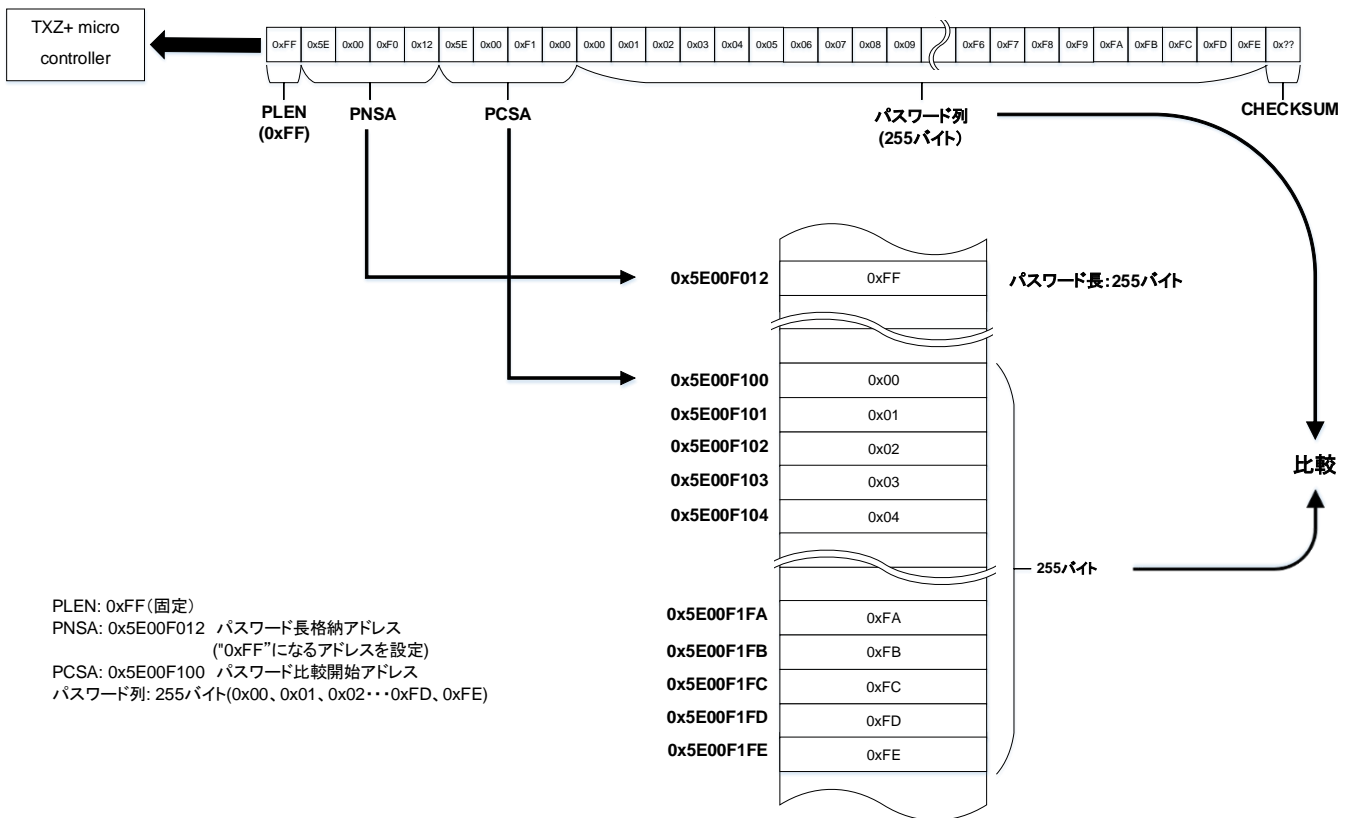 TXZ+ micro
controller
0xFF 0x5E 0x00 0xF0 0x12 0x5E 0x00 0xF1 0x00 0x00 0x01 0x02 0x03 0x04 0x05 0x06 0x07 0x08 0x09 0xF6 0xF7 0xF8 0xF9 0xFA 0xFB 0xFC 0xFD 0xFE 0x??
PLEN
(0xFF)
PNSA
PCSA
パスワード列
(255バイト)
CHECKSUM
0x5E00F012 0xFF パスワード長:255バイト
0x5E00F100 0x00
0x5E00F101 0x01
0x5E00F102 0x02
0x5E00F103 0x03
0x5E00F104 0x04
比較
255バイト
0x5E00F1FA 0xFA
0x5E00F1FB 0xFB
0x5E00F1FC 0xFC
0x5E00F1FD 0xFD
0x5E00F1FE 0xFE
PLEN: 0xFF(固定)
PNSA: 0x5E00F012 パスワード長格納アドレス
("0xFF”になるアドレスを設定)
PCSA: 0x5E00F100 パスワード比較開始アドレス
パスワード列: 255バイト(0x00、0x01、0x02・・・0xFD、0xFE)